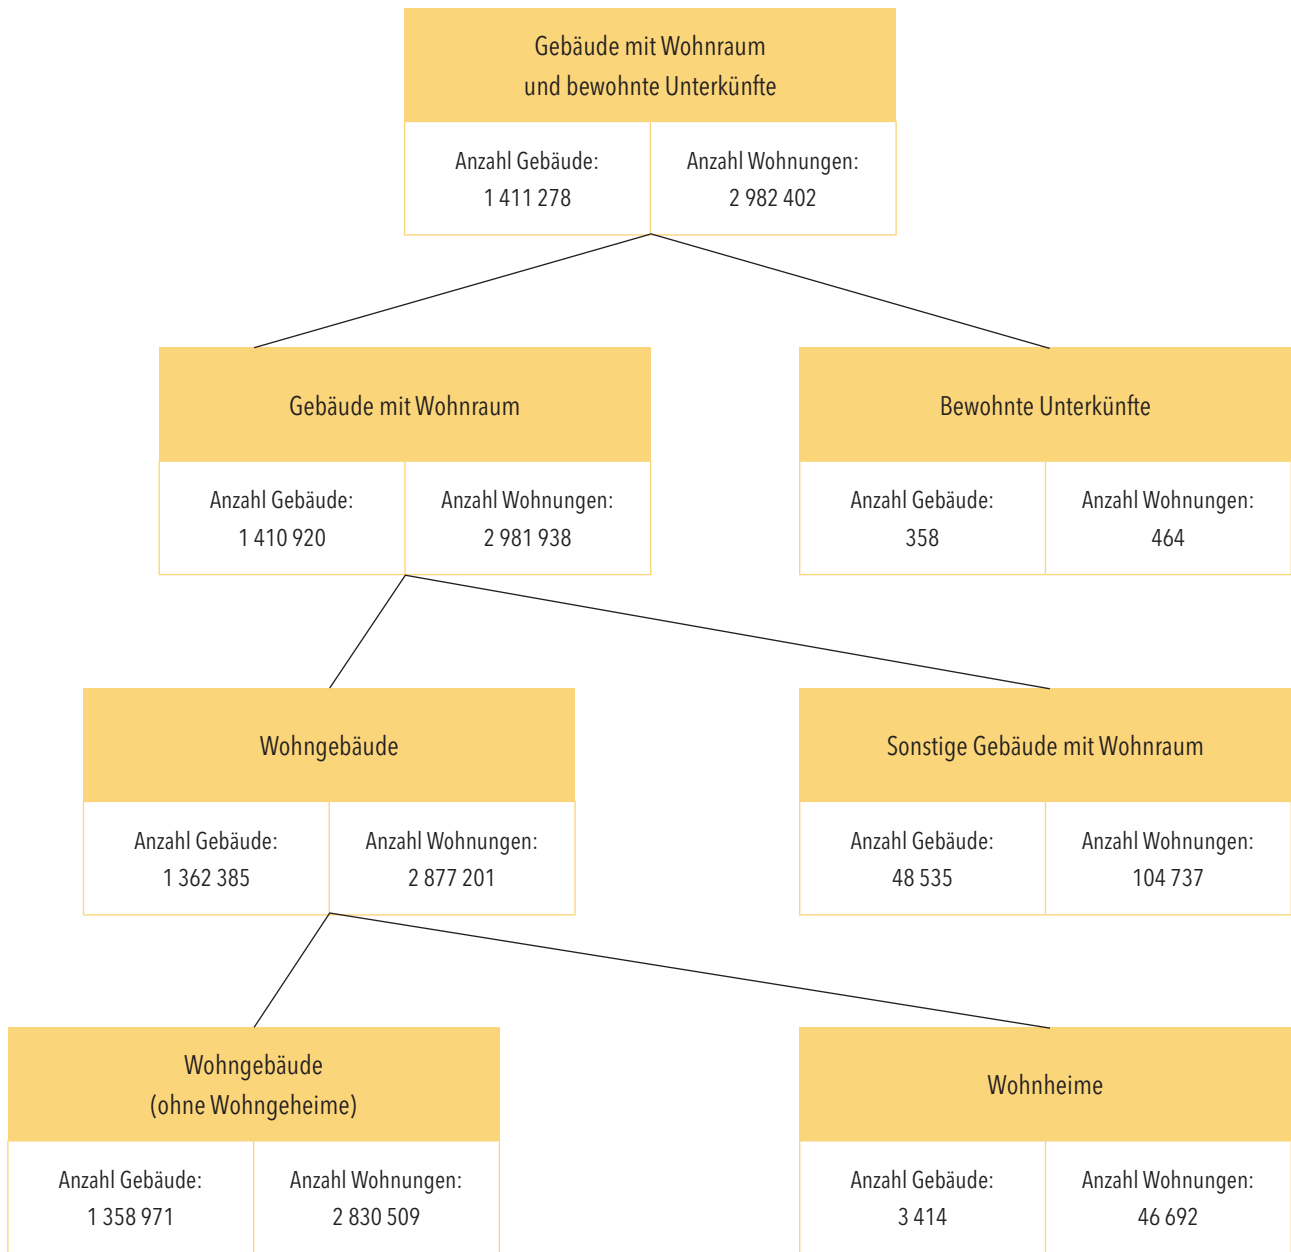 Gebäude mit Wohnraum
und bewohnte Unterkünfte
Anzahl Gebäude:
1 411 278
Anzahl Wohnungen:
2 982 402
Gebäude mit Wohnraum
Anzahl Gebäude:
1 410 920
Anzahl Wohnungen:
2 981 938
Bewohnte Unterkünfte
Anzahl Gebäude:
358
Anzahl Wohnungen:
464
Wohngebäude
Anzahl Gebäude:
1 362 385
Anzahl Wohnungen:
2 877 201
Sonstige Gebäude mit Wohnraum
Anzahl Gebäude:
48 535
Anzahl Wohnungen:
104 737
Wohngebäude
(ohne Wohngeheime)
Anzahl Gebäude:
1 358 971
Anzahl Wohnungen:
2 830 509
Wohnheime
Anzahl Gebäude:
3 414
Anzahl Wohnungen:
46 692